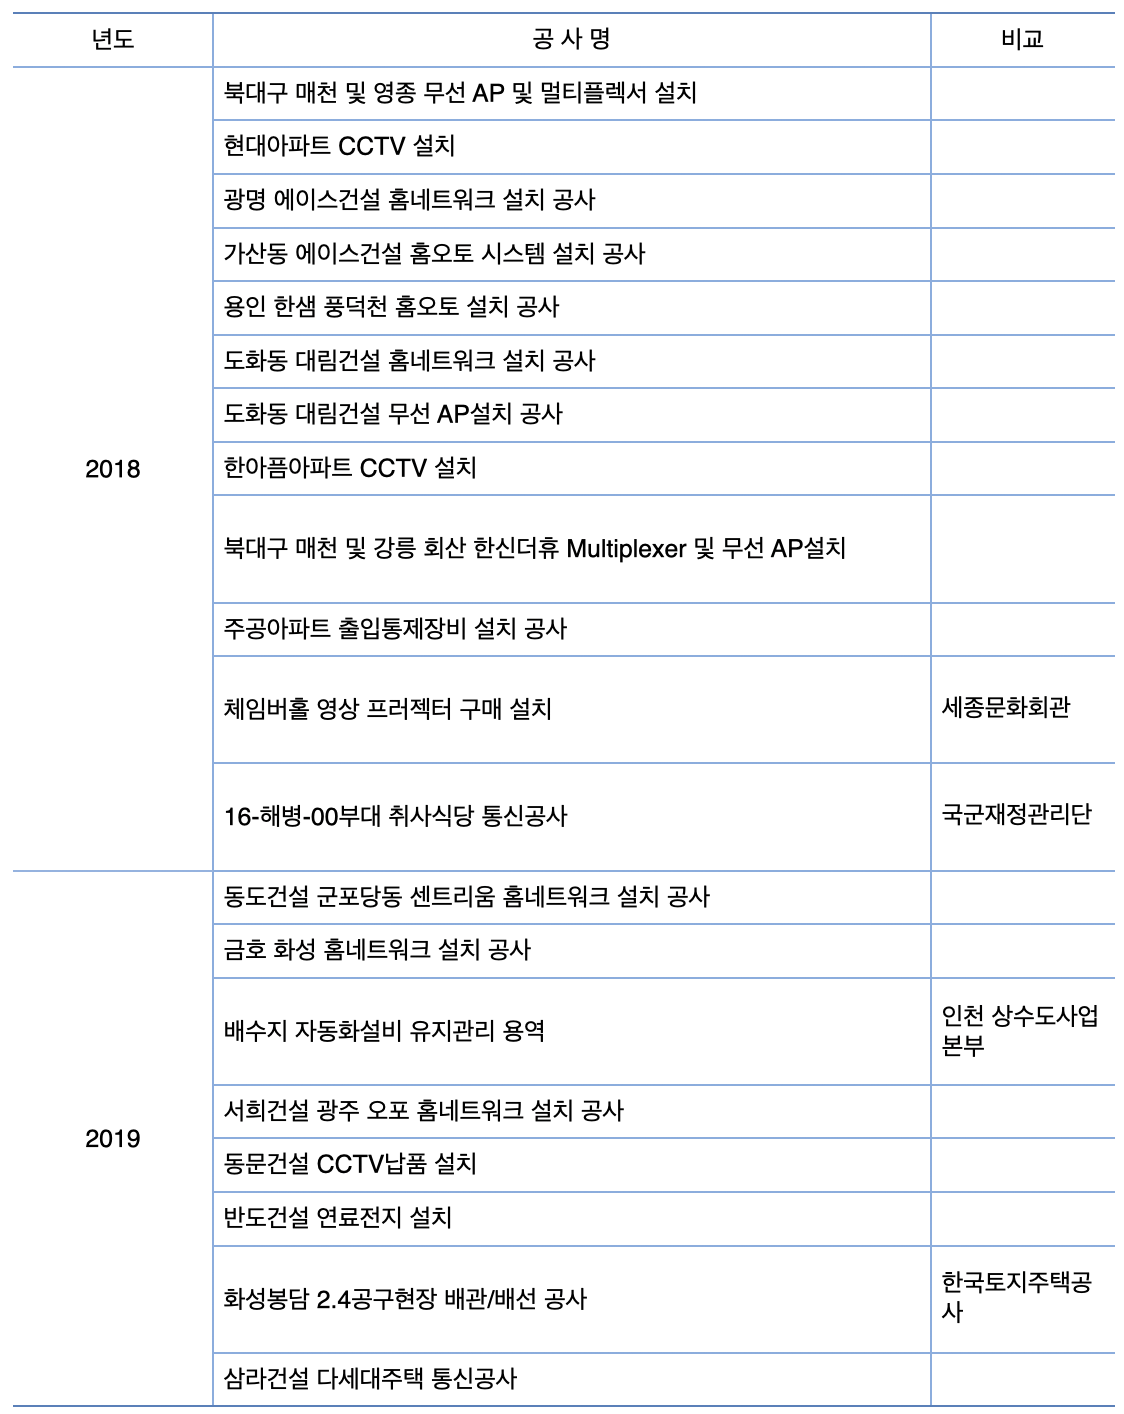 년도 공 사 명 비교
북대구 매천 및 영종 무선 AP 및 멀티플렉서 설치
현대아파트 CCTV 설치
광명 에이스건설 홈네트워크 설치 공사
가산동 에이스건설 홈오토 시스템 설치 공사
용인 한샘 풍덕천 홈오토 설치 공사
도화동 대림건설 홈네트워크 설치 공사
도화동 대림건설 무선 AP설치 공사
2018 한아픔아파트 CCTV 설치
북대구 매천 및 강릉 회산 한신더휴 Multiplexer 및 무선 AP설치
주공아파트 출입통제장비 설치 공사
체임버홀 영상 프러젝터 구매 설치 세종문화회관
16-해병-00부대 취사식당 통신공사 국군재정관리단
동도건설 군포당동 센트리움 홈네트워크 설치 공사
금호 화성 홈네트워크 설치 공사
배수지 자동화설비 유지관리 용역 인천 상수도사업
본부
서희건설 광주 오포 홈네트워크 설치 공사
2019
동문건설 CCTV납품 설치
반도건설 연료전지 설치
화성봉담 2.4공구현장 배관/배선 공사 한국토지주택공
사
삼라건설 다세대주택 통신공사